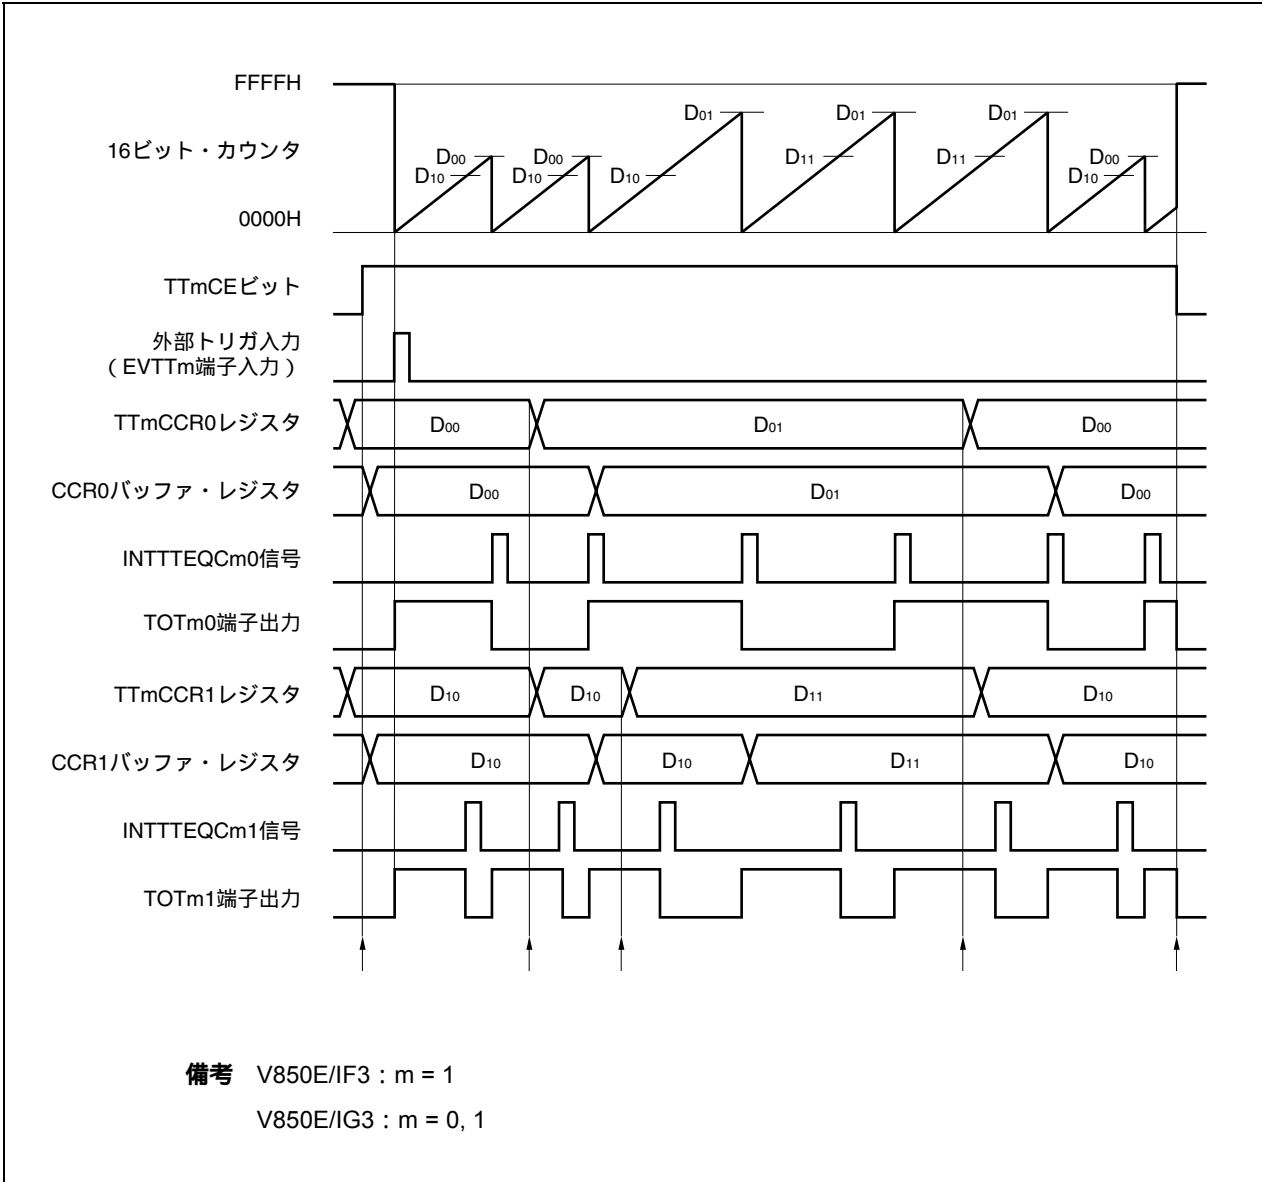 FFFFH
D01 D01 D01
16ビット・カウンタ
D00 D00 D11 D11 D00
D10 D10 D10 D10
0000H
TTmCEビット
外部トリガ入力
(EVTTm端子入力)
TTmCCR0レジスタ D00 D01 D00
CCR0バッファ・レジスタ D00 D01 D00
INTTTEQCm0信号
TOTm0端子出力
TTmCCR1レジスタ D10 D10 D11 D10
CCR1バッファ・レジスタ D10 D10 D11 D10
INTTTEQCm1信号
TOTm1端子出力
備考 V850E/IF3:m = 1
V850E/IG3:m = 0, 1